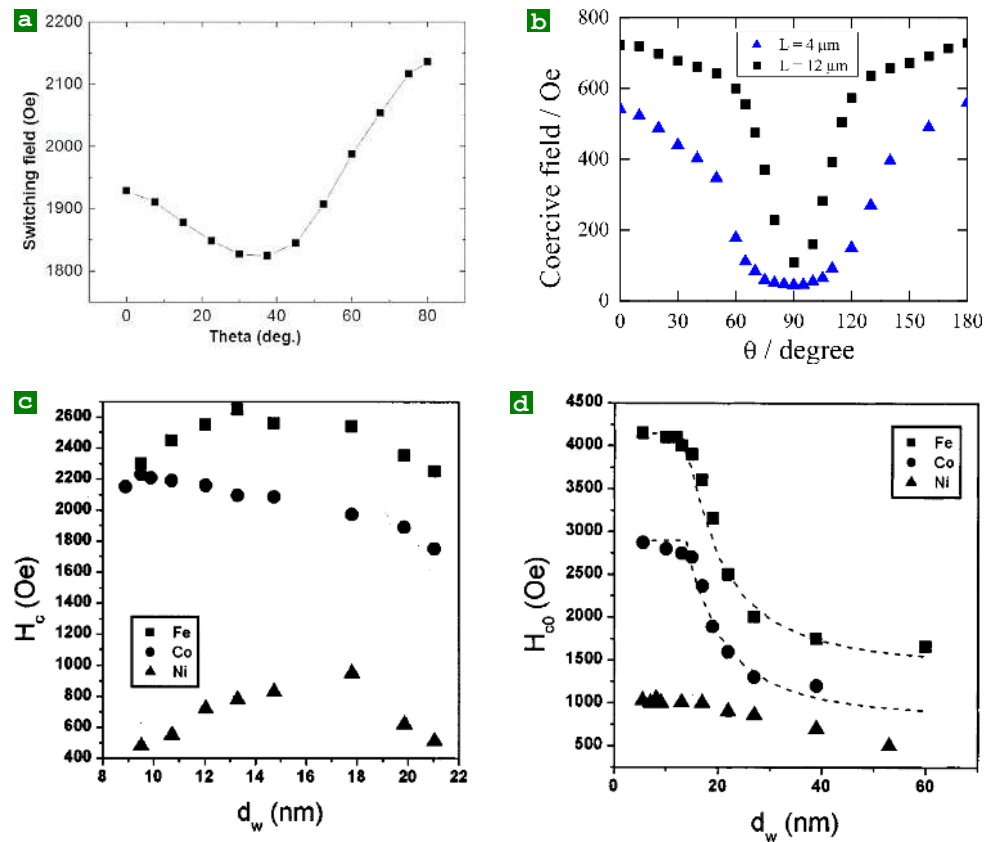 a
2200
2100
2000
1900
1800
Switching field (Oe)
0 20 40 60 80
Theta (deg.)
b
800
600
400
200
0
Coercive field / Oe
L = 4 μm
L = 12 μm
0 30 60 90 120 150 180
θ / degree
c
2600
2400
2200
2000
1800
1600
1400
1200
1000
800
600
400
H_c (Oe)
Fe
Co
Ni
8 10 12 14 16 18 20 22
d_w (nm)
d
4500
4000
3500
3000
2500
2000
1500
1000
500
H_c0 (Oe)
Fe
Co
Ni
0 20 40 60
d_w (nm)